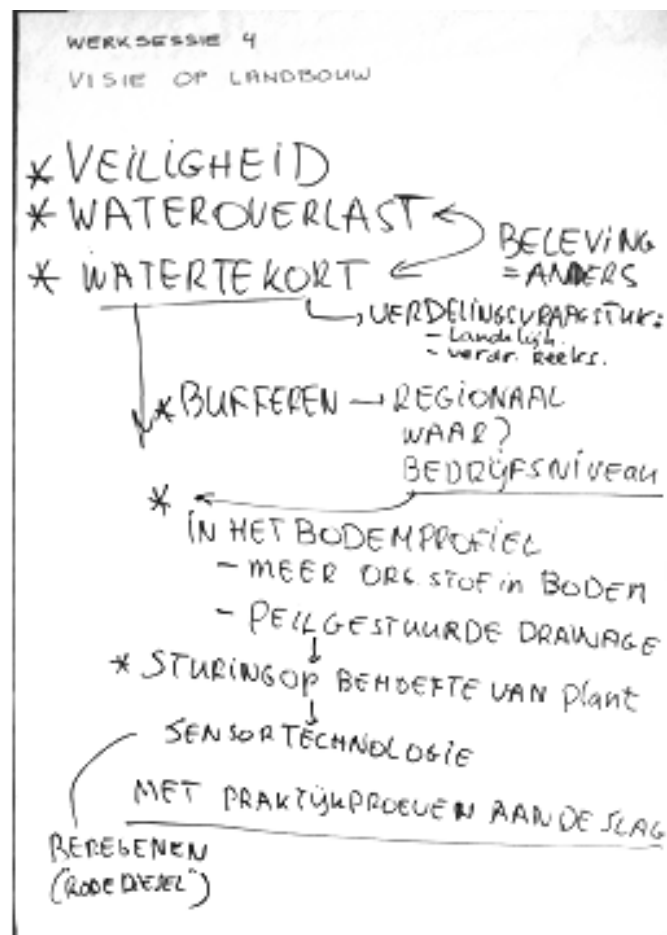 WERKSESSIE 4
VISIE OP LANDBOUW
* VEILIGHEID
* WATEROVERLAST
BELEVING
= ANDERS
* WATERTEKORT
VERDELINGSVRAAGSTUK:
- Landelijk.
- verdr. reeks.
* BUFFEREN → REGIONAAL
WAAR?
BEDRIJFSNIVEAU
*
IN HET BODEMPROFIEL
- MEER ORG. STOF in BODEM
- PEILGESTUURDE DRAINAGE
* STURING OP BEHOEFTE VAN plant
SENSORTECHNOLOGIE
MET PRAKTIJKPROEVEN AAN DE SLAG
BEREGENEN
("RODE DIESEL")